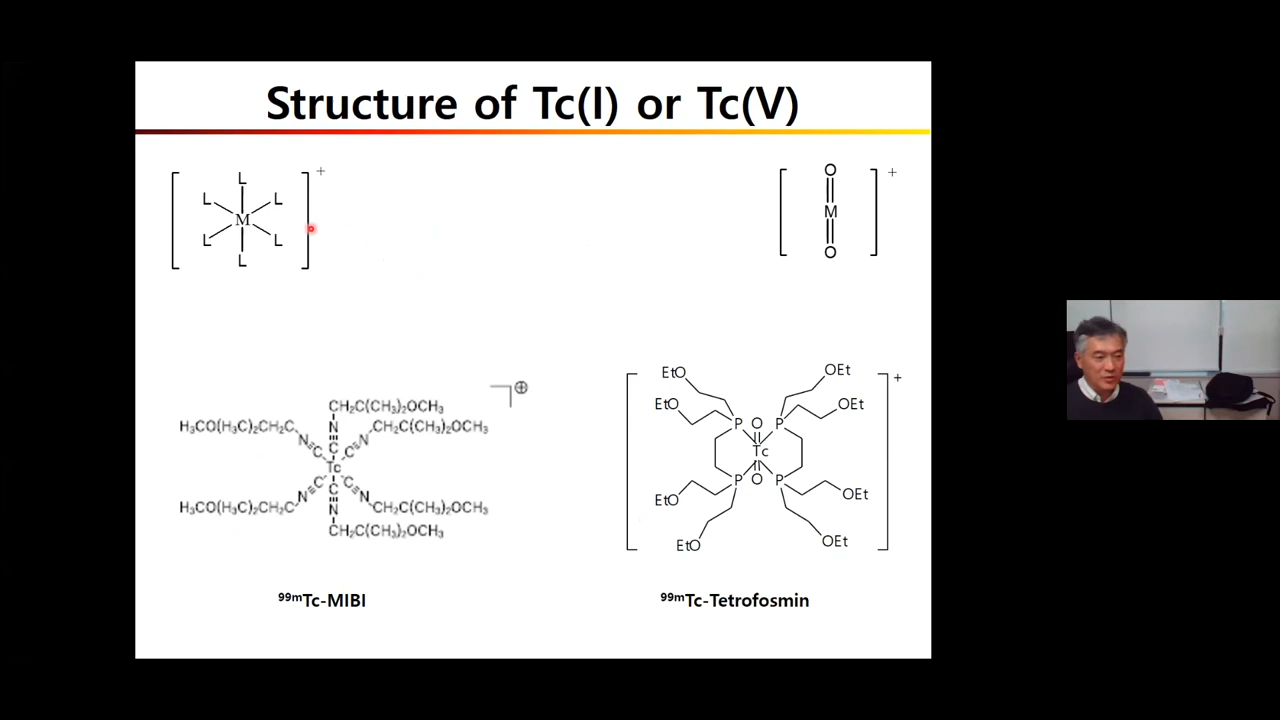 Structure of Tc(I) or Tc(V)
[ L L L M L L L ]+
[ O M O ]+
CH₂C(CH₃)₂OCH₃
H₃CO(H₃C)₂CH₂C CH₂C(CH₃)₂OCH₃
N N N
C C C
Tc
C C C
N N N
H₃CO(H₃C)₂CH₂C CH₂C(CH₃)₂OCH₃
CH₂C(CH₃)₂OCH₃
⊕
99mTc-MIBI
EtO OEt +
EtO OEt
P O P
Tc
P O P
EtO OEt
EtO OEt
99mTc-Tetrofosmin